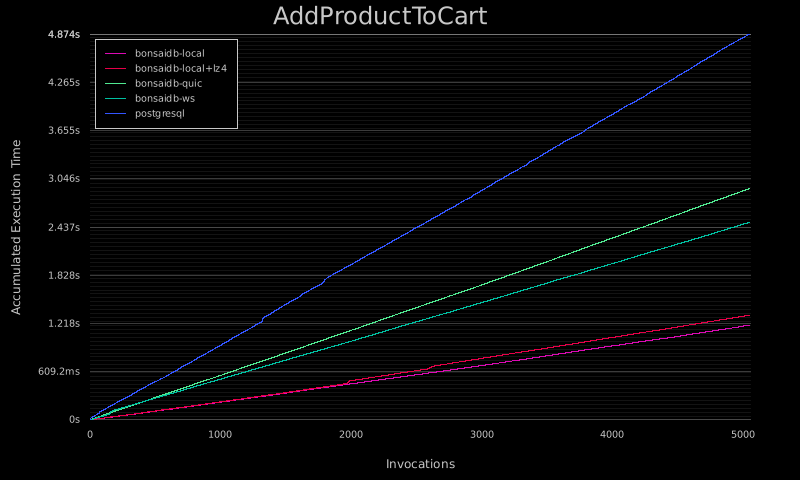 AddProductToCart
4.874s
4.265s
3.655s
3.046s
2.437s
1.828s
1.218s
609.2ms
0s
Accumulated Execution Time
bonsaidb-local
bonsaidb-local+lz4
bonsaidb-quic
bonsaidb-ws
postgresql
0 1000 2000 3000 4000 5000
Invocations